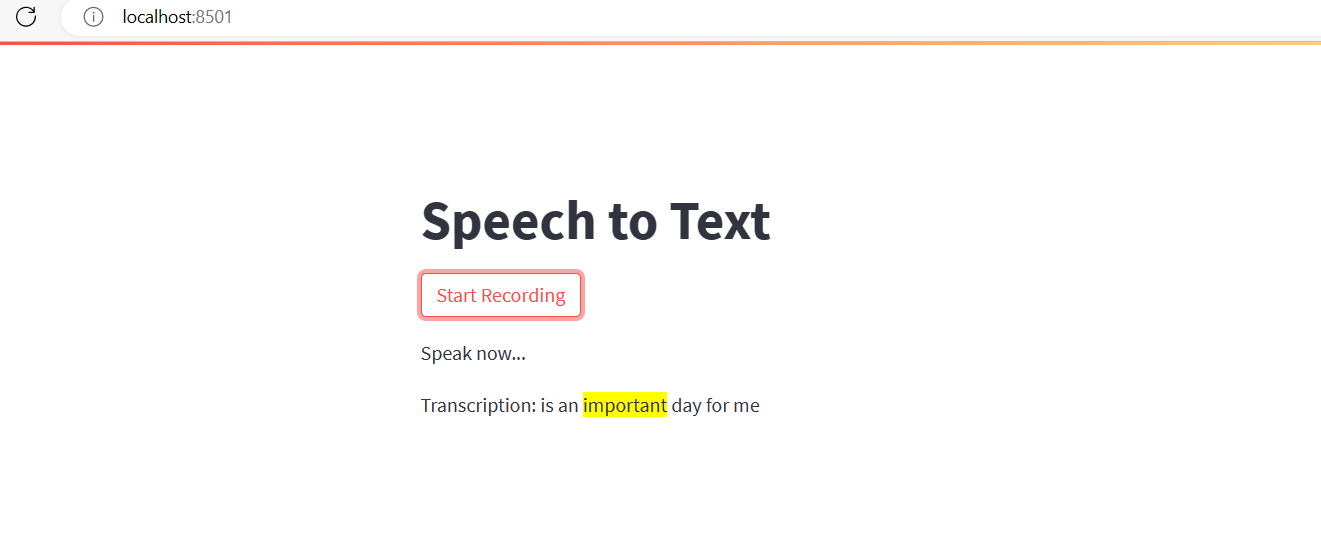 localhost:8501
Speech to Text
Start Recording
Speak now...
Transcription: is an important day for me